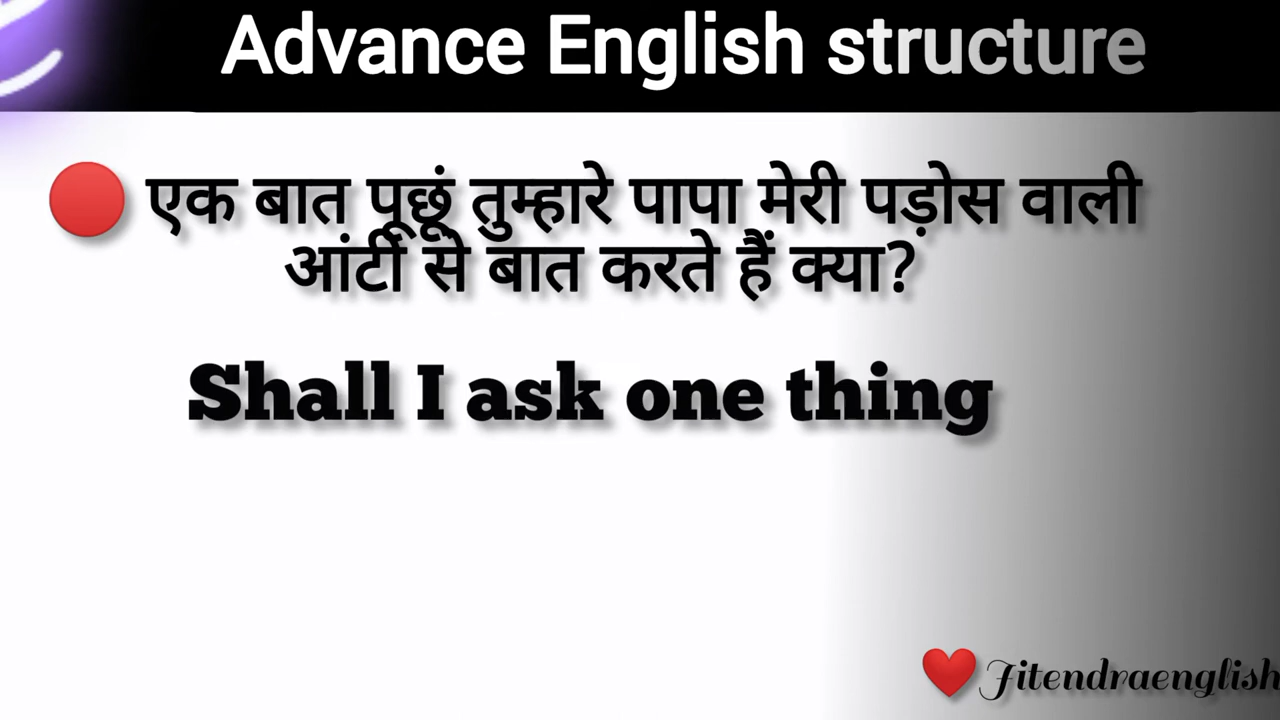 Advance English structure
एक बात पूछूं तुम्हारे पापा मेरी पड़ोस वाली
आंटी से बात करते हैं क्या?
Shall I ask one thing
Jitendraenglish